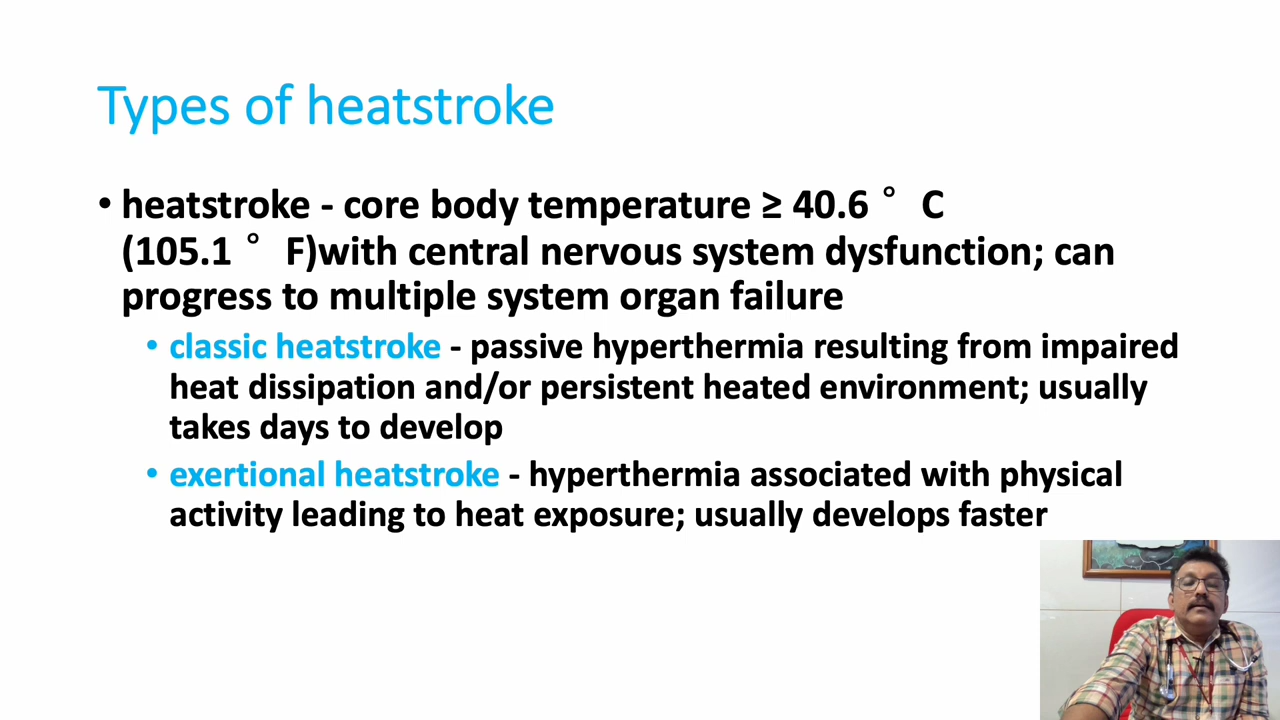 Types of heatstroke
• heatstroke - core body temperature ≥ 40.6 ° C
(105.1 ° F)with central nervous system dysfunction; can
progress to multiple system organ failure
• classic heatstroke - passive hyperthermia resulting from impaired
heat dissipation and/or persistent heated environment; usually
takes days to develop
• exertional heatstroke - hyperthermia associated with physical
activity leading to heat exposure; usually develops faster